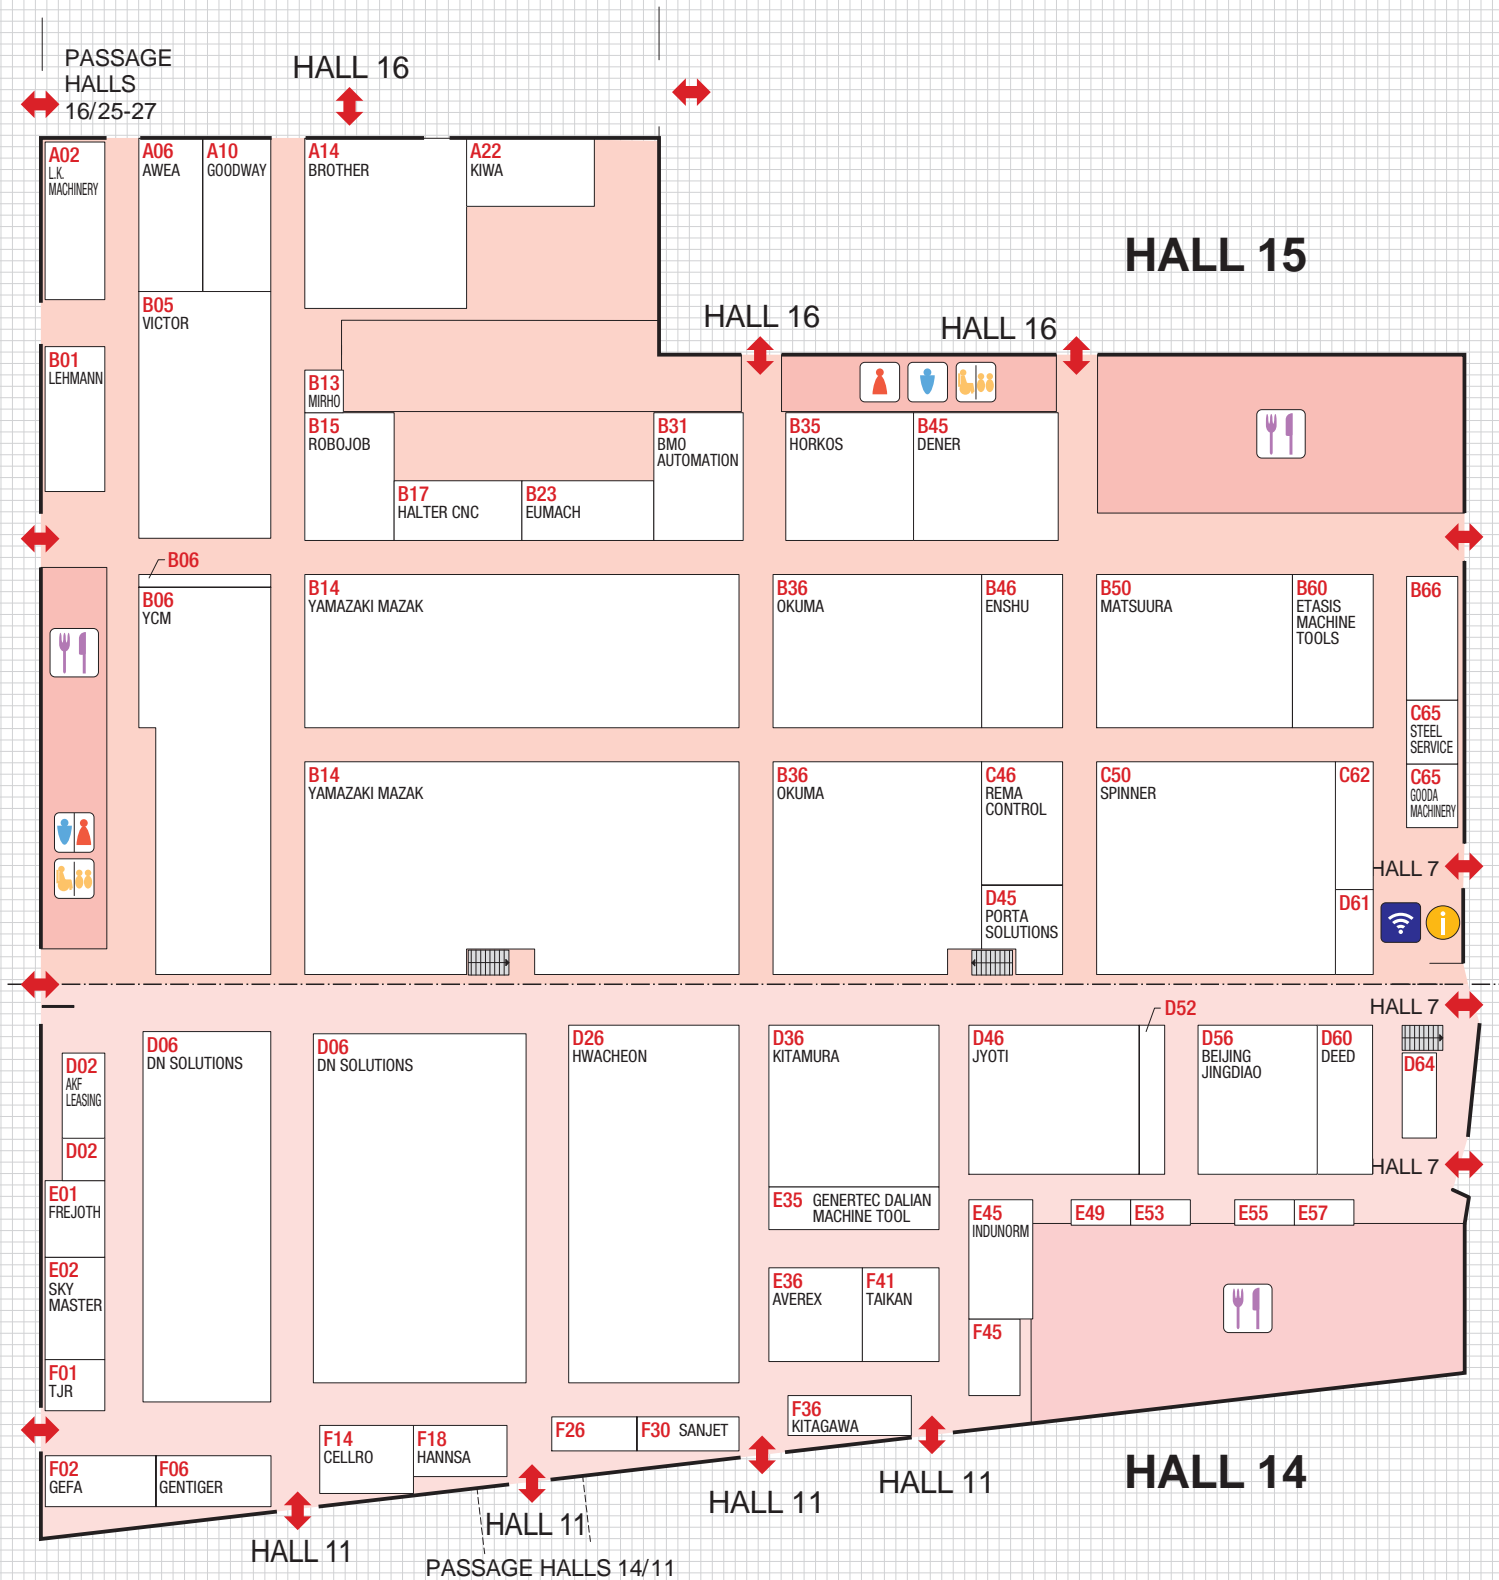 PASSAGE
HALLS
16/25-27
HALL 16
A02
L.K.
MACHINERY
A06
AWEA
A10
GOODWAY
A14
BROTHER
A22
KIWA
HALL 15
B05
VICTOR
HALL 16
HALL 16
B01
LEHMANN
B13
MIRHO
B15
ROBOJOB
B31
BMO
AUTOMATION
B35
HORKOS
B45
DENER
B17
HALTER CNC
B23
EUMACH
B06
B06
YCM
B14
YAMAZAKI MAZAK
B36
OKUMA
B46
ENSHU
B50
MATSUURA
B60
ETASIS
MACHINE
TOOLS
B66
C65
STEEL
SERVICE
B14
YAMAZAKI MAZAK
B36
OKUMA
C46
REMA
CONTROL
C50
SPINNER
C62
C65
GOODA
MACHINERY
HALL 7
D45
PORTA
SOLUTIONS
D61
i
HALL 7
D52
D06
DN SOLUTIONS
D06
DN SOLUTIONS
D26
HWACHEON
D36
KITAMURA
D46
JYOTI
D56
BEIJING
JINGDIAO
D60
DEED
D64
D02
AKF
LEASING
D02
HALL 7
E01
FREJOTH
E35 GENERTEC DALIAN
MACHINE TOOL
E45
INDUNORM
E49
E53
E55
E57
E02
SKY
MASTER
E36
AVEREX
F41
TAIKAN
F45
F01
TJR
F36
KITAGAWA
F14
CELLRO
F18
HANNSA
F26
F30 SANJET
F02
GEFA
F06
GENTIGER
HALL 14
HALL 11
HALL 11
HALL 11
HALL 11
PASSAGE HALLS 14/11